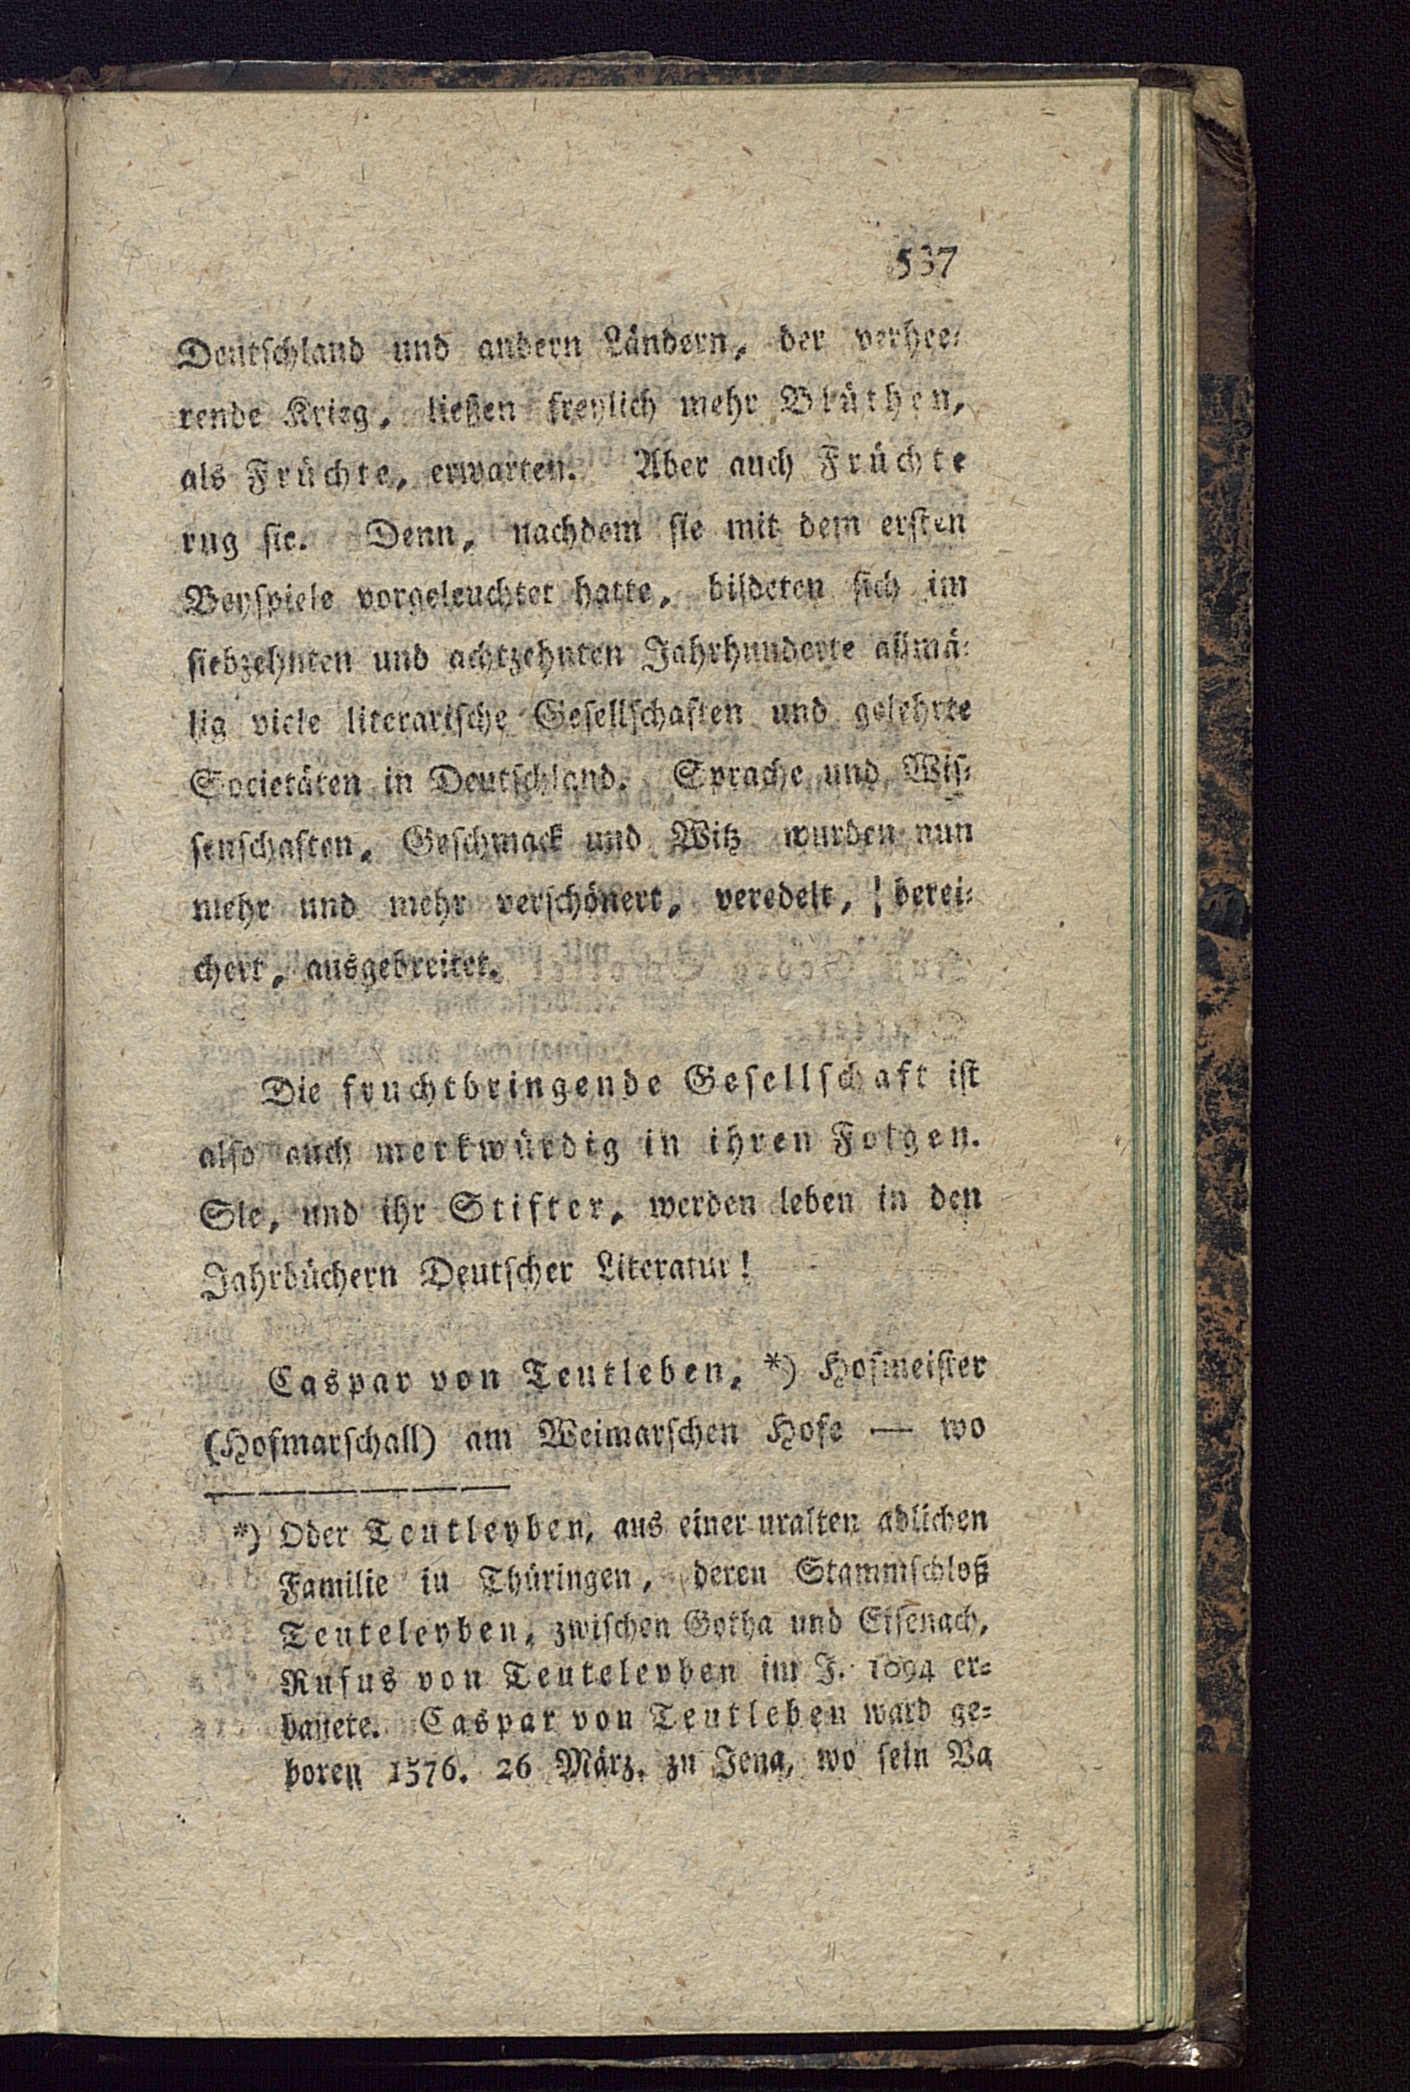 537
Deutschland und andern Ländern, der verhee-
rende Krieg, ließen freylich mehr Blüthen,
als Früchte, erwarten. Aber auch Früchte
rug sie. Denn, nachdem sie mit dem ersten
Beyspiele vorgeleuchtet hatte, bildeten sich im
siebzehnten und achtzehnten Jahrhunderte allmä-
lig viele literarische Gesellschaften und gelehrte
Societäten in Deutschland. Sprache und Wis-
senschaften, Geschmack und Witz wurden nun
mehr und mehr verschönert, veredelt, berei-
chert, ausgebreitet.
Die fruchtbringende Gesellschaft ist
also auch merkwürdig in ihren Folgen.
Sie, und ihr Stifter, werden leben in den
Jahrbüchern Deutscher Literatur!
Caspar von Teutleben, *) Hofmeister
(Hofmarschall) am Weimarschen Hofe — wo
*) Oder Teutleyben, aus einer uralten adlichen
Familie in Thüringen, deren Stammschloß
Teuteleyben, zwischen Gotha und Eisenach,
Rufus von Teuteleyben im J. 1094 er-
bauete. Caspar von Teutleben ward ge-
boren 1576. 26 März. zu Jena, wo sein Va